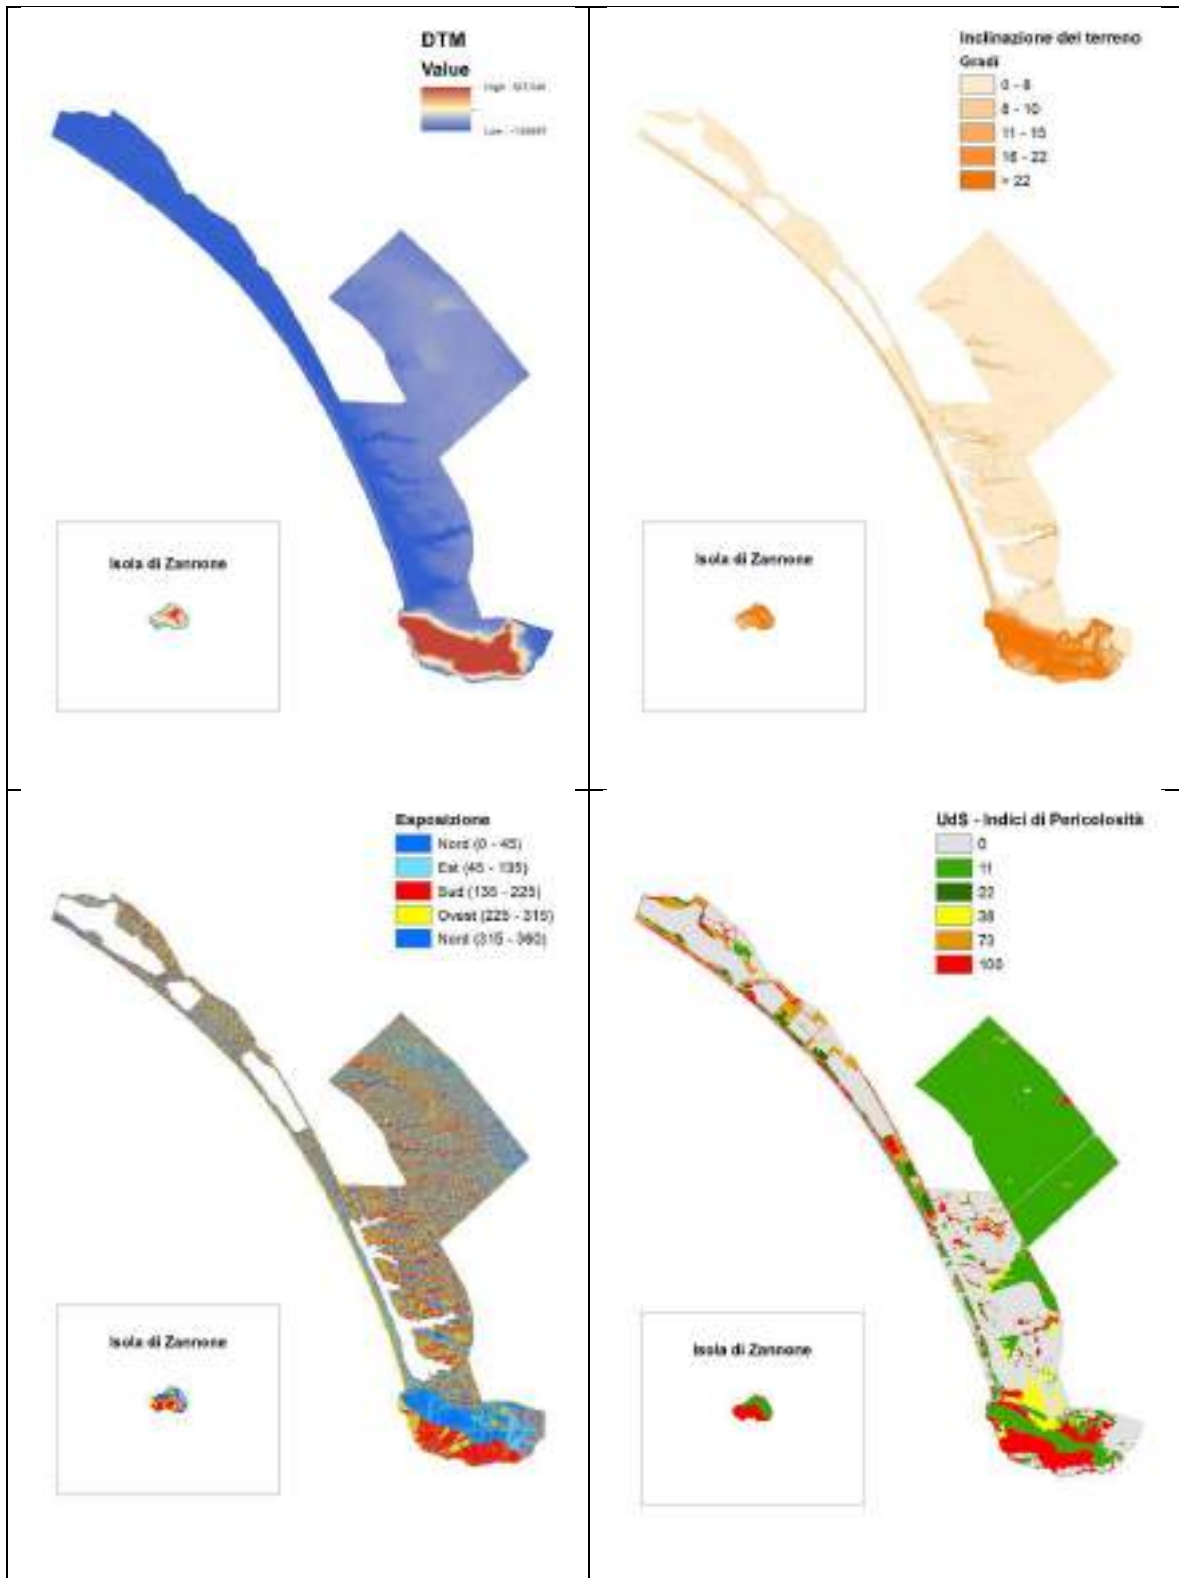 DTM
Value
Isola di Zannone
Inclinazione del terreno
Gradi
0 - 8
8 - 10
11 - 15
16 - 22
> 22
Isola di Zannone
Esposizione
Nord (0 - 45)
Est (45 - 135)
Sud (135 - 225)
Ovest (225 - 315)
Nord (315 - 360)
Isola di Zannone
UdS - Indici di Pericolosità
0
11
22
38
73
100
Isola di Zannone